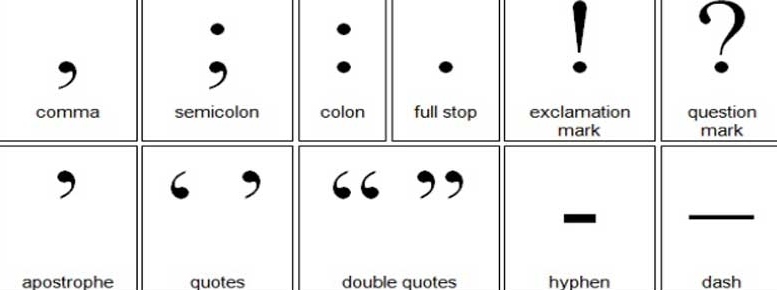 , ; : . ! ?
comma semicolon colon full stop exclamation mark question mark
’ ‘ ’ “ ” - —
apostrophe quotes double quotes hyphen dash